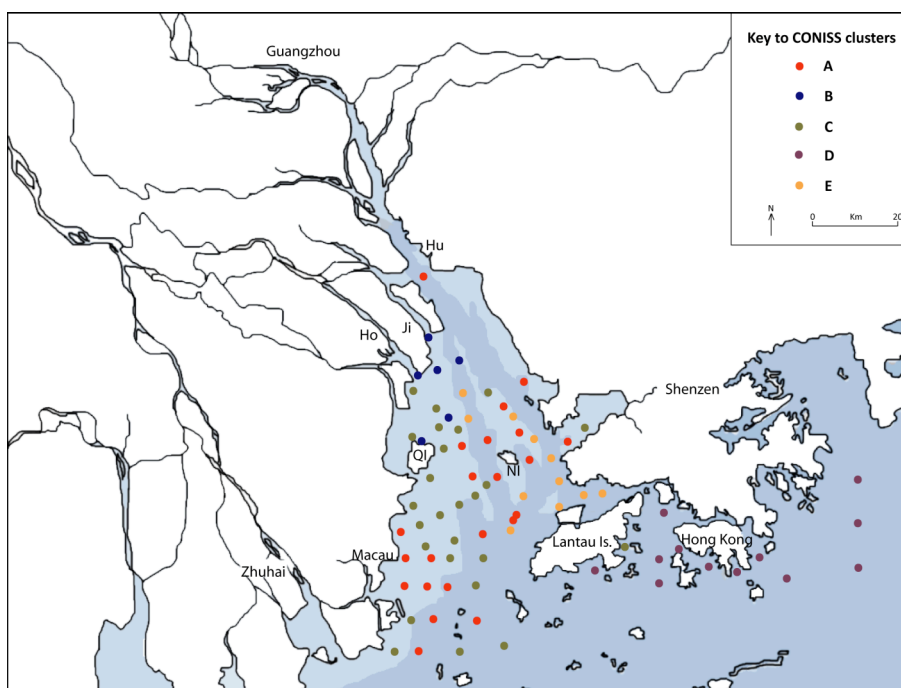 Key to CONISS clusters
A
B
C
D
E
N
0 Km 20
Guangzhou
Hu
Ji
Ho
Shenzen
QI
NI
Macau
Lantau Is.
Hong Kong
Zhuhai